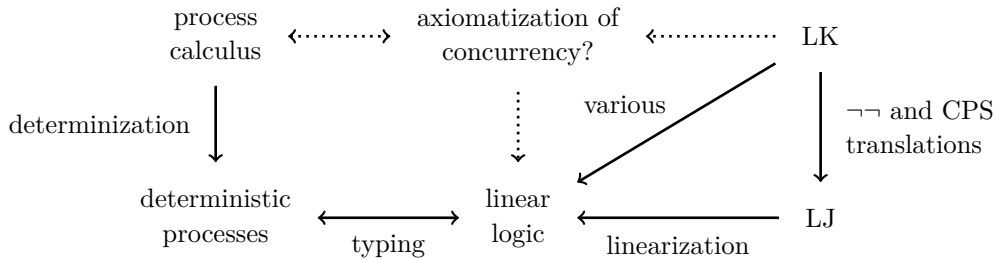 process
calculus
axiomatization of
concurrency?
LK
various
determinization
¬¬ and CPS
translations
deterministic
processes
typing
linear
logic
linearization
LJ